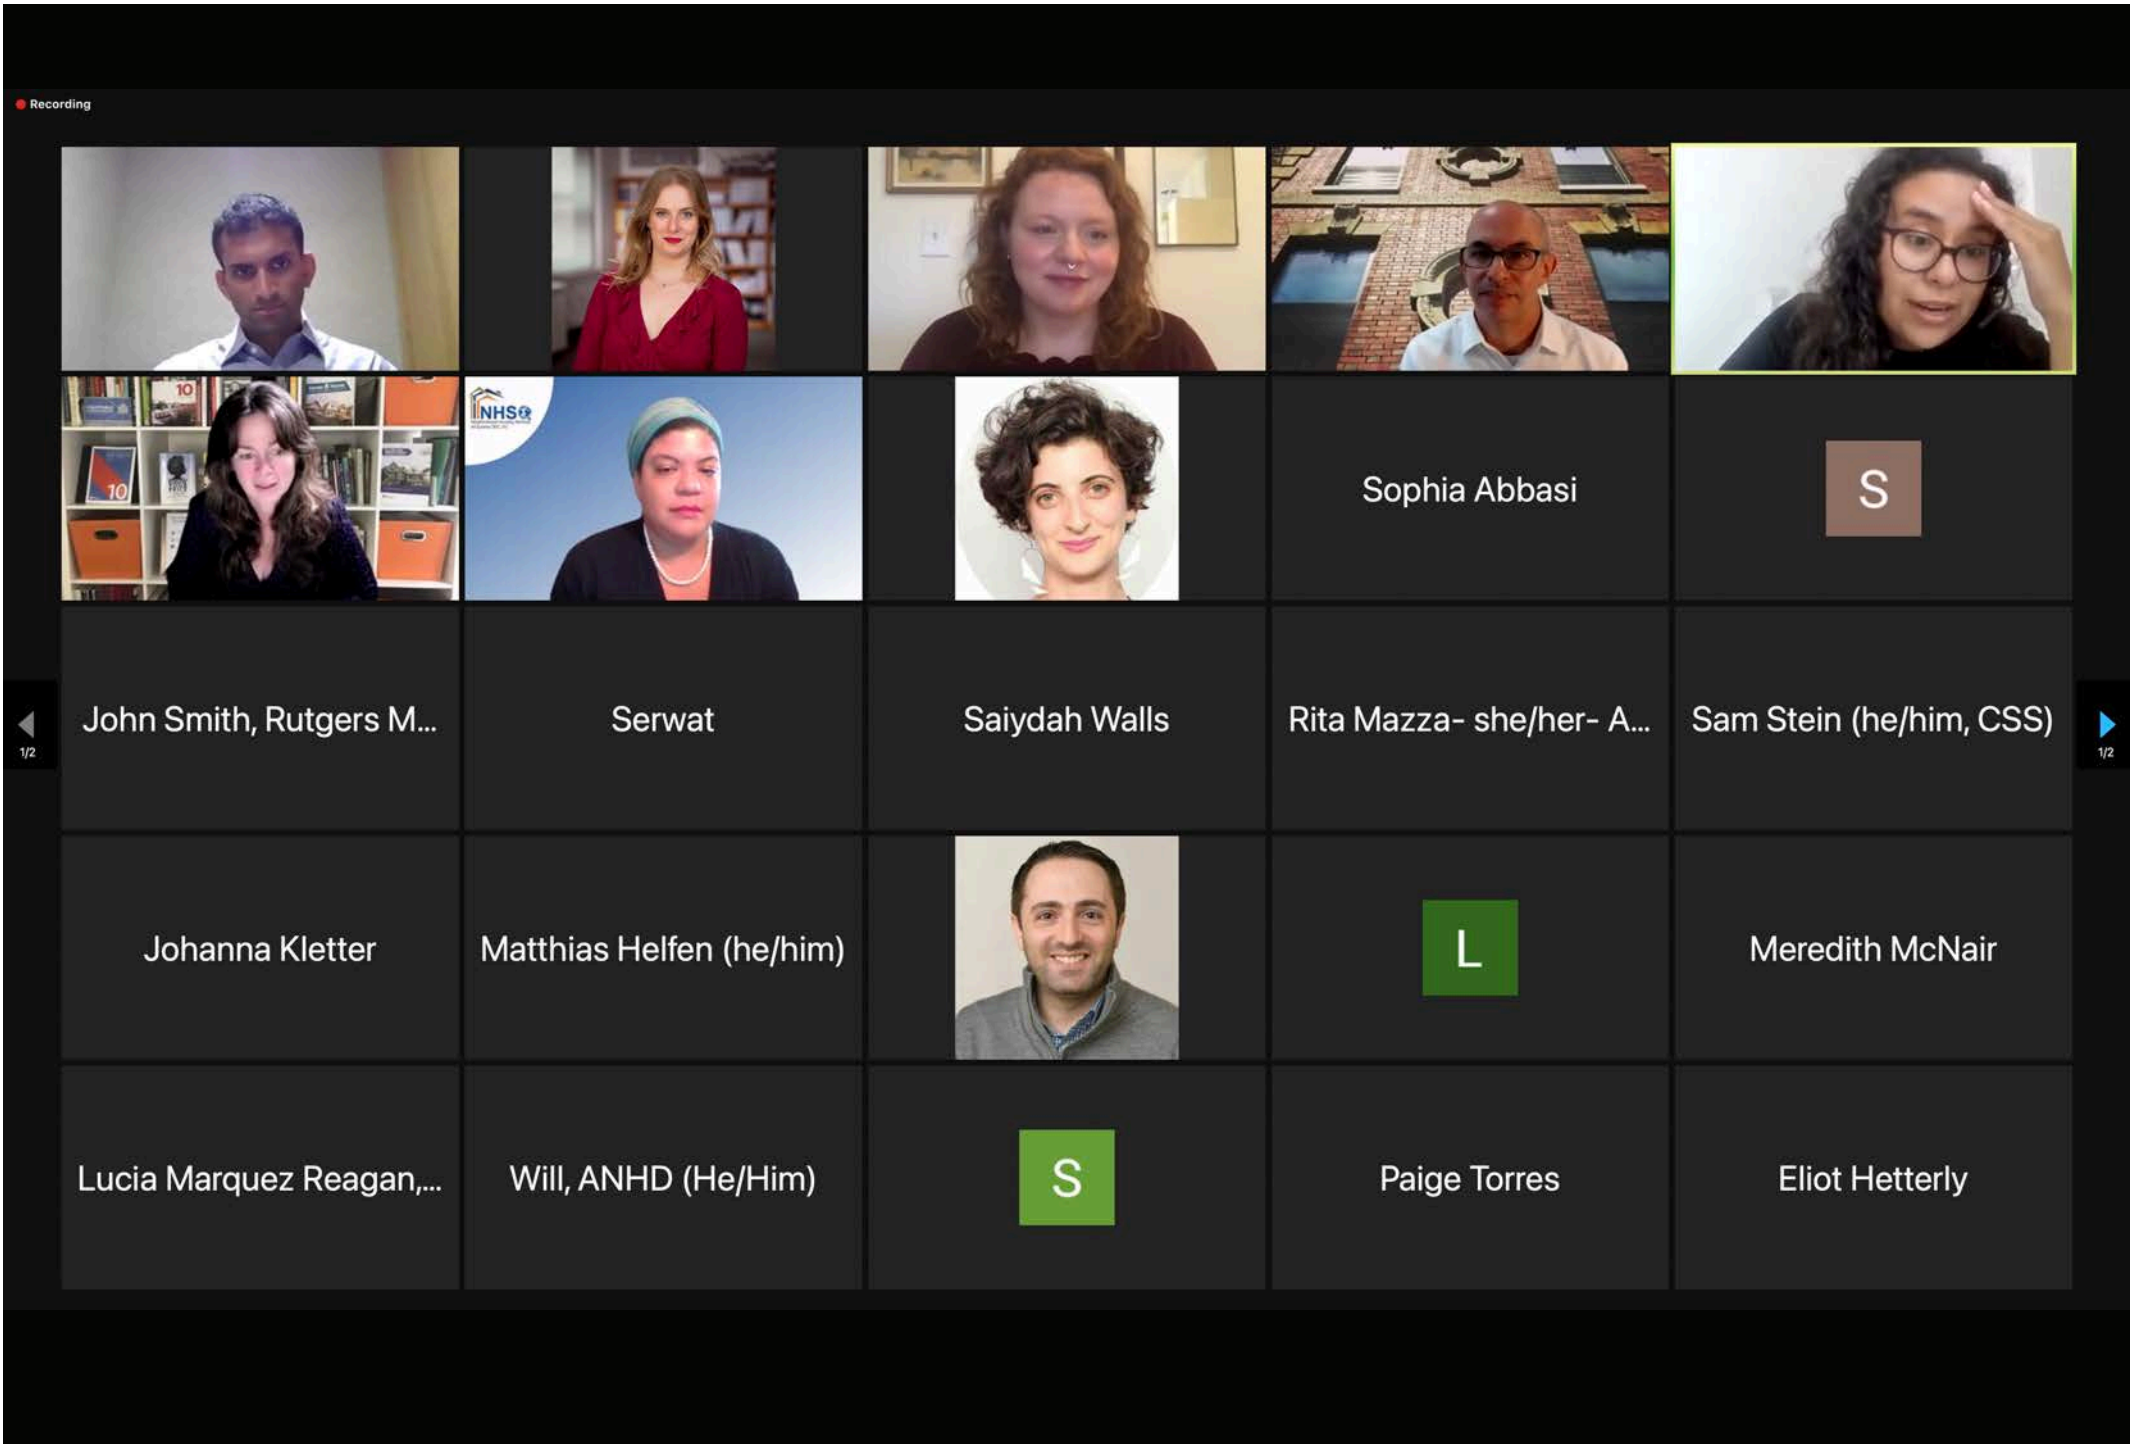 Recording
10
NHS
10
Sophia Abbasi
S
John Smith, Rutgers M...
Serwat
Saiydah Walls
Rita Mazza- she/her- A...
Sam Stein (he/him, CSS)
1/2
1/2
Johanna Kletter
Matthias Helfen (he/him)
L
Meredith McNair
Lucia Marquez Reagan,...
Will, ANHD (He/Him)
S
Paige Torres
Eliot Hetterly